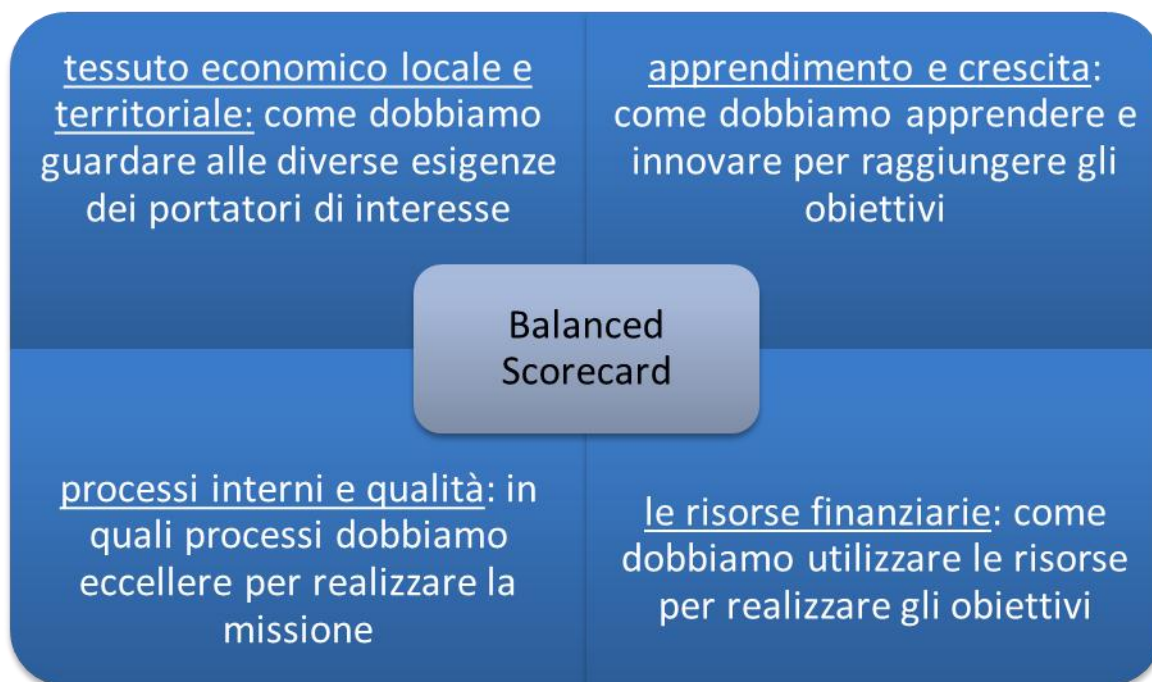 tessuto economico locale e
territoriale: come dobbiamo
guardare alle diverse esigenze
dei portatori di interesse
apprendimento e crescita:
come dobbiamo apprendere e
innovare per raggiungere gli
obiettivi
Balanced
Scorecard
processi interni e qualità: in
quali processi dobbiamo
eccellere per realizzare la
missione
le risorse finanziarie: come
dobbiamo utilizzare le risorse
per realizzare gli obiettivi